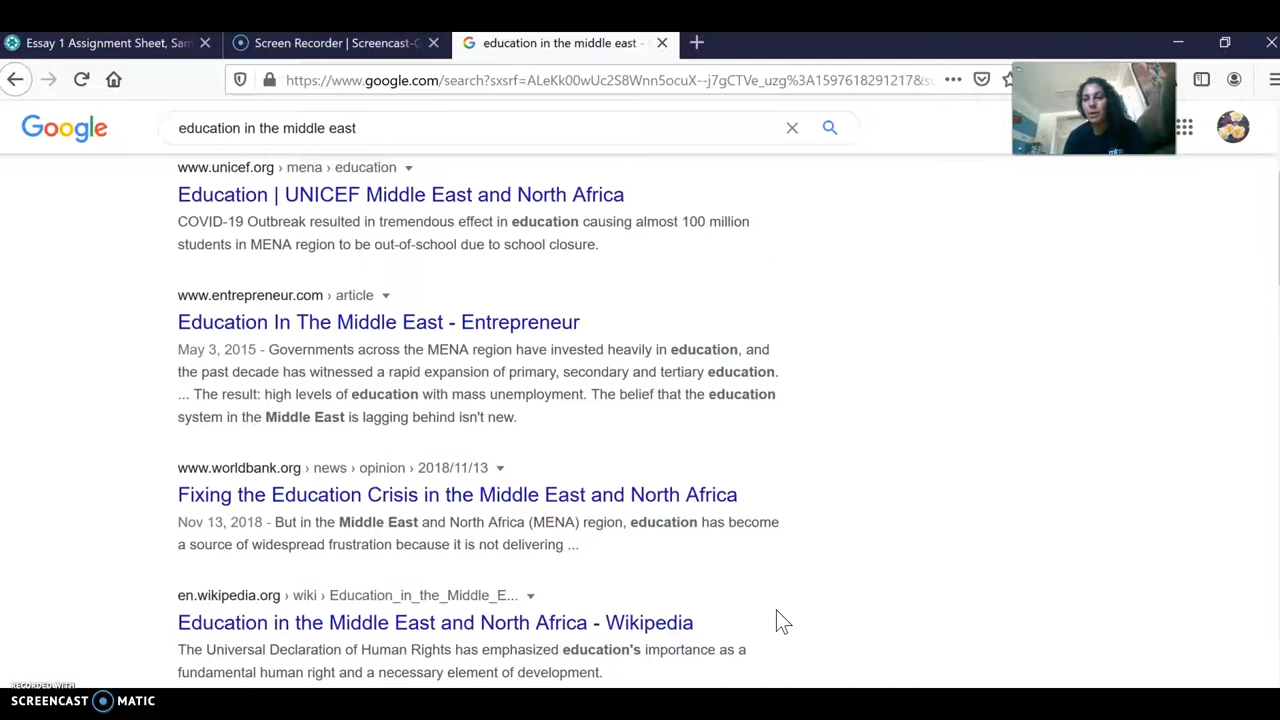 Essay 1 Assignment Sheet, Sam
Screen Recorder | Screencast-O
education in the middle east -
https://www.google.com/search?sxsrf=ALeKk00wUc2S8Wnn5ocuX--j7gCTVe_uzg%3A1597618291217&s
Google
education in the middle east
www.unicef.org › mena › education
Education | UNICEF Middle East and North Africa
COVID-19 Outbreak resulted in tremendous effect in education causing almost 100 million
students in MENA region to be out-of-school due to school closure.
www.entrepreneur.com › article
Education In The Middle East - Entrepreneur
May 3, 2015 - Governments across the MENA region have invested heavily in education, and
the past decade has witnessed a rapid expansion of primary, secondary and tertiary education.
... The result: high levels of education with mass unemployment. The belief that the education
system in the Middle East is lagging behind isn't new.
www.worldbank.org › news › opinion › 2018/11/13
Fixing the Education Crisis in the Middle East and North Africa
Nov 13, 2018 - But in the Middle East and North Africa (MENA) region, education has become
a source of widespread frustration because it is not delivering ...
en.wikipedia.org › wiki › Education_in_the_Middle_E...
Education in the Middle East and North Africa - Wikipedia
The Universal Declaration of Human Rights has emphasized education's importance as a
fundamental human right and a necessary element of development.
RECORDED WITH
SCREENCAST MATIC